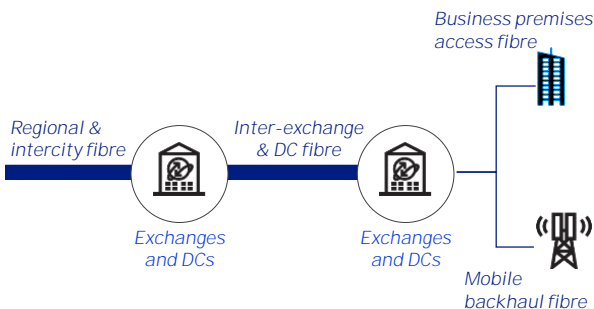 Business premises
access fibre
Regional &
intercity fibre
Inter-exchange
& DC fibre
Exchanges
and DCs
Exchanges
and DCs
Mobile
backhaul fibre